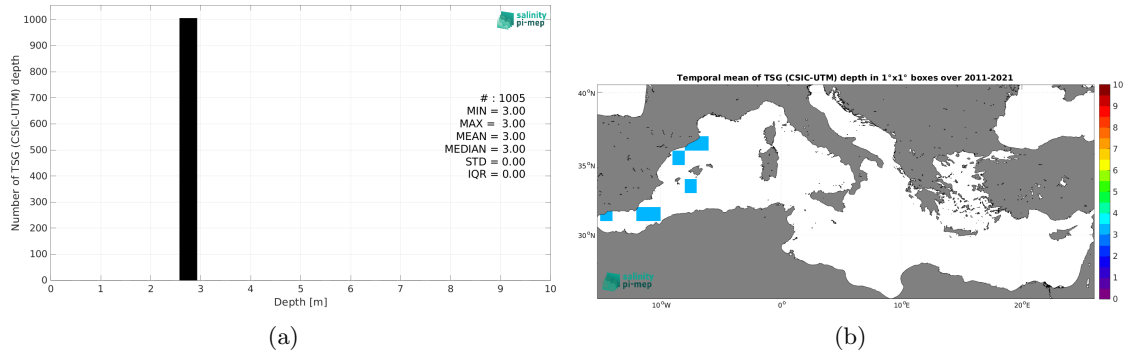 1000
900
800
700
600
500
400
300
200
100
0
Number of TSG (CSIC-UTM) depth
0 1 2 3 4 5 6 7 8 9 10
Depth [m]
salinity
pi-mep
# : 1005
MIN = 3.00
MAX = 3.00
MEAN = 3.00
MEDIAN = 3.00
STD = 0.00
IQR = 0.00
(a)
Temporal mean of TSG (CSIC-UTM) depth in 1°x1° boxes over 2011-2021
40°N
35°N
30°N
10°W 0° 10°E 20°E
salinity
pi-mep
10
9
8
7
6
5
4
3
2
1
0
(b)